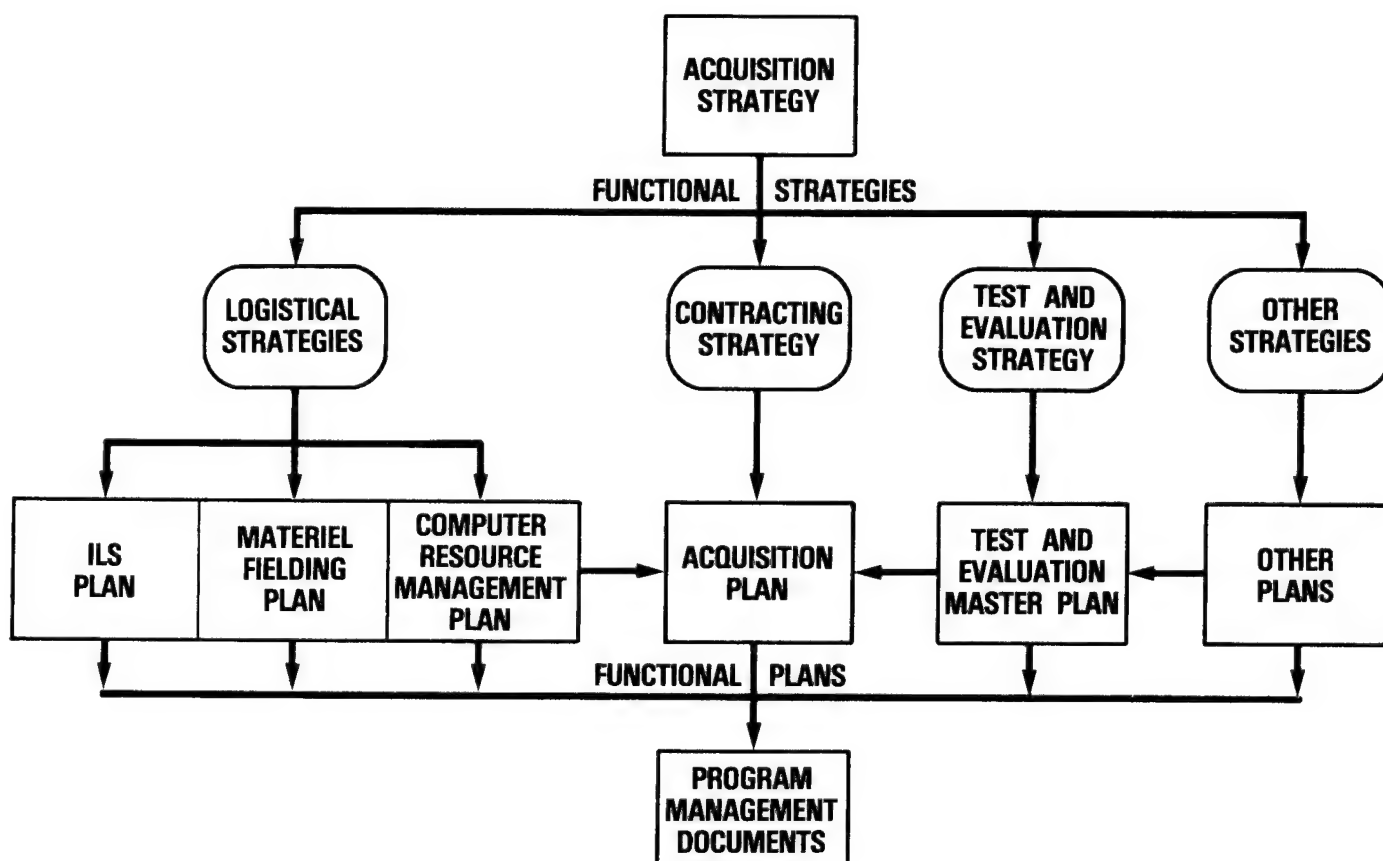 ACQUISITION
STRATEGY
FUNCTIONAL STRATEGIES
LOGISTICAL
STRATEGIES
CONTRACTING
STRATEGY
TEST AND
EVALUATION
STRATEGY
OTHER
STRATEGIES
ILS
PLAN
MATERIEL
FIELDING
PLAN
COMPUTER
RESOURCE
MANAGEMENT
PLAN
ACQUISITION
PLAN
TEST AND
EVALUATION
MASTER PLAN
OTHER
PLANS
FUNCTIONAL PLANS
PROGRAM
MANAGEMENT
DOCUMENTS